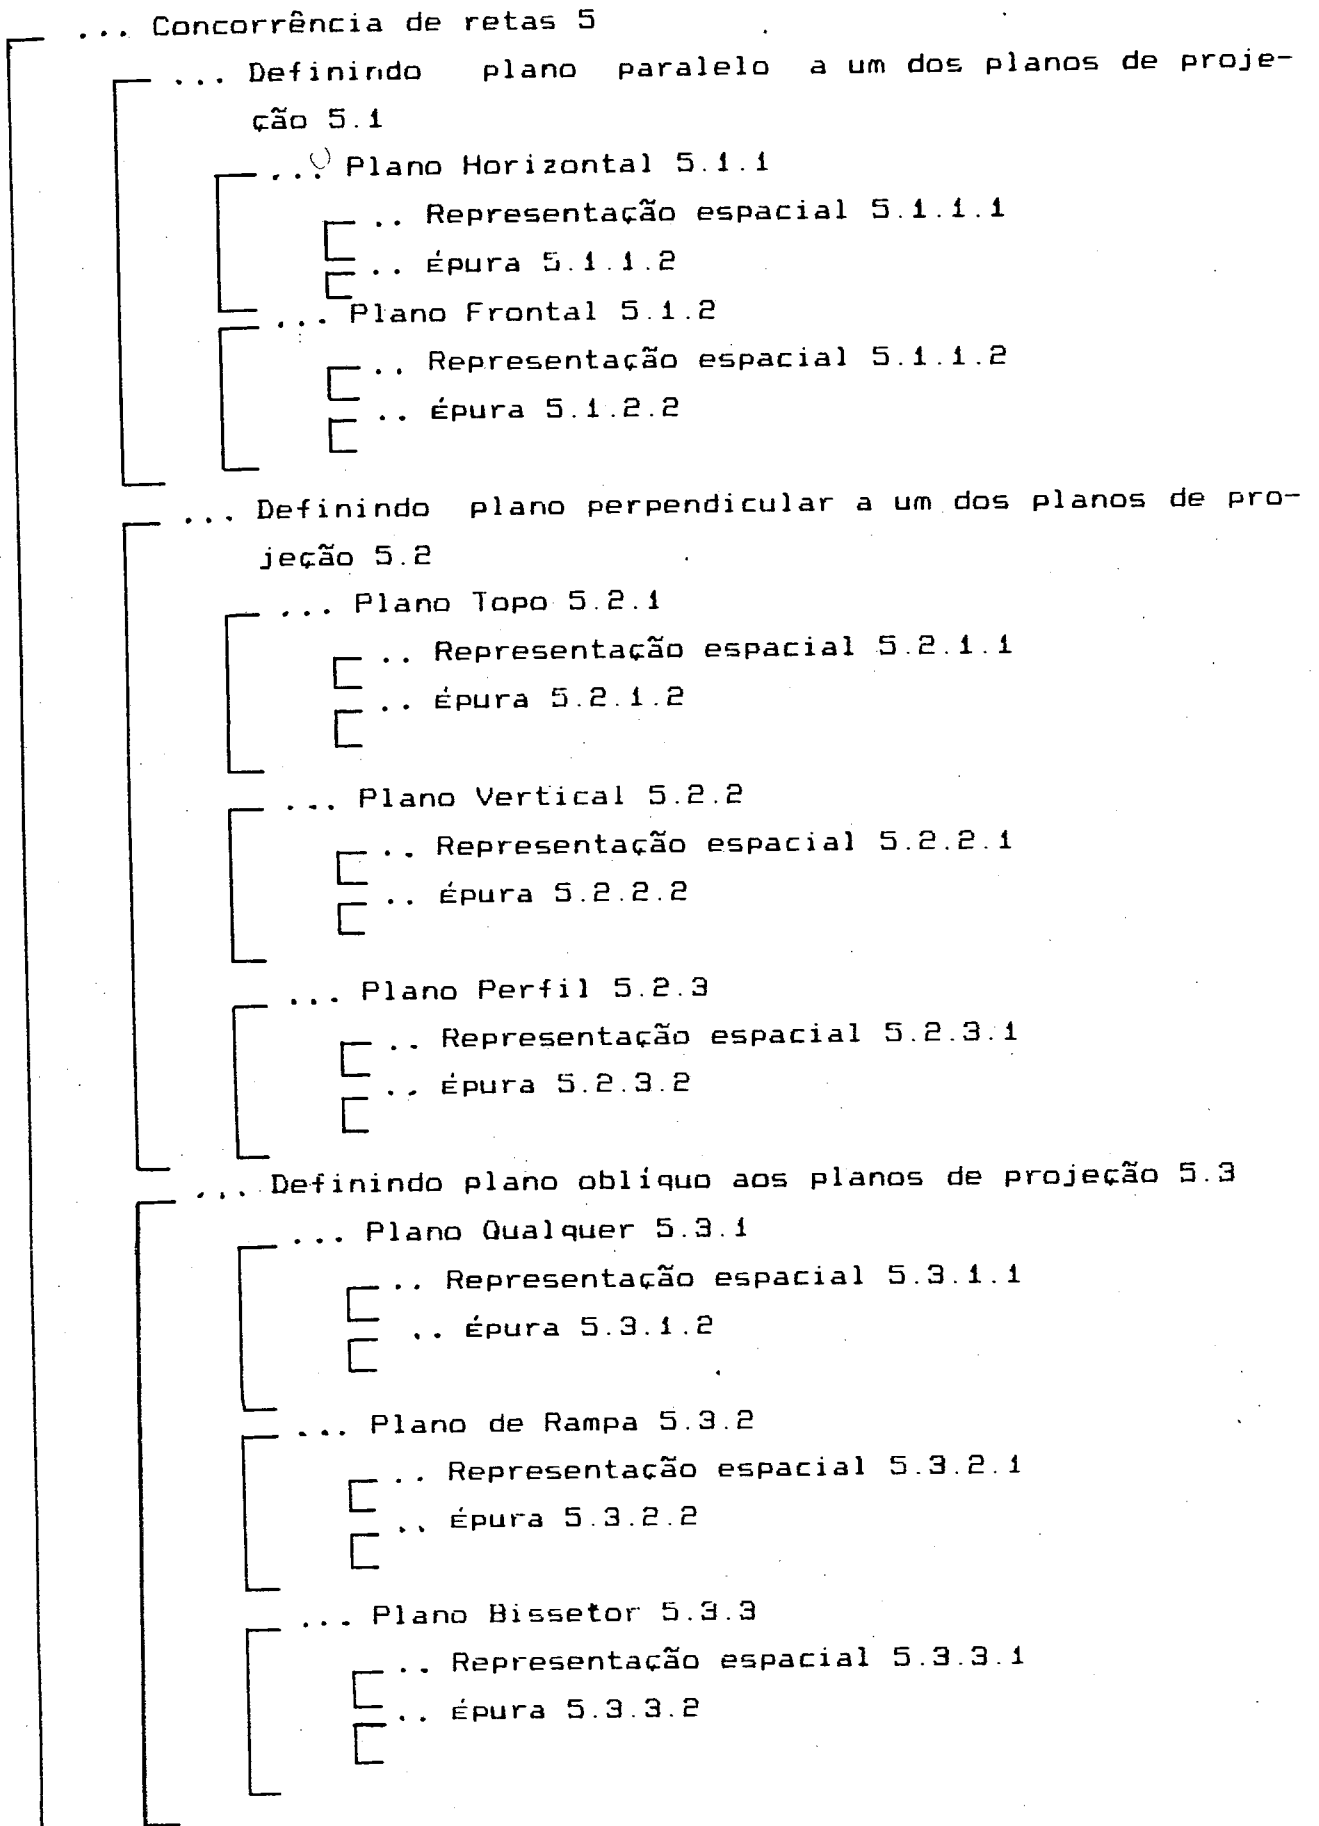 ... Concorrência de retas 5
... Definindo plano paralelo a um dos planos de proje-
ção 5.1
... Plano Horizontal 5.1.1
.. Representação espacial 5.1.1.1
.. Épura 5.1.1.2
... Plano Frontal 5.1.2
.. Representação espacial 5.1.1.2
.. Épura 5.1.2.2
... Definindo plano perpendicular a um dos planos de pro-
jeção 5.2
... Plano Topo 5.2.1
.. Representação espacial 5.2.1.1
.. Épura 5.2.1.2
... Plano Vertical 5.2.2
.. Representação espacial 5.2.2.1
.. Épura 5.2.2.2
... Plano Perfil 5.2.3
.. Representação espacial 5.2.3.1
.. Épura 5.2.3.2
... Definindo plano oblíquo aos planos de projeção 5.3
... Plano Qualquer 5.3.1
.. Representação espacial 5.3.1.1
.. Épura 5.3.1.2
... Plano de Rampa 5.3.2
.. Representação espacial 5.3.2.1
.. Épura 5.3.2.2
... Plano Bissetor 5.3.3
.. Representação espacial 5.3.3.1
.. Épura 5.3.3.2